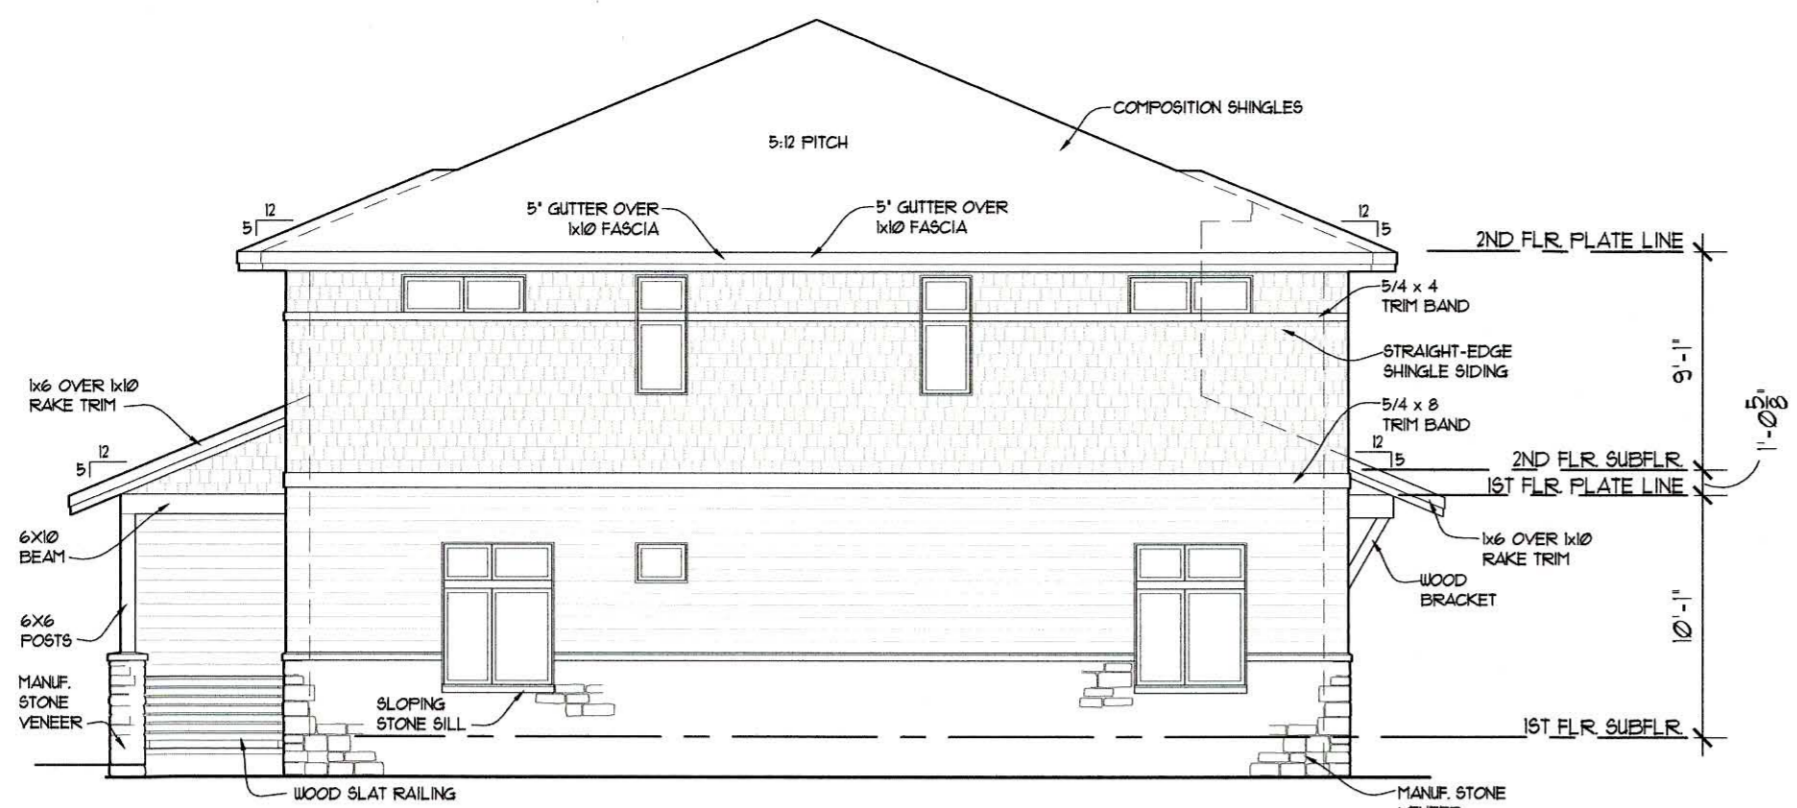 COMPOSITION SHINGLES
5:12 PITCH
12
5
5" GUTTER OVER
1x10 FASCIA
5" GUTTER OVER
1x10 FASCIA
12
5
2ND FLR. PLATE LINE
5/4 x 4
TRIM BAND
STRAIGHT-EDGE
SHINGLE SIDING
9'-1"
1x6 OVER 1x10
RAKE TRIM
5/4 x 8
TRIM BAND
1'-0 5/8"
12
5
12
5
2ND FLR. SUBFLR.
1ST FLR. PLATE LINE
6X10
BEAM
1x6 OVER 1x10
RAKE TRIM
WOOD
BRACKET
10'-1"
6X6
POSTS
MANUF.
STONE
VENEER
SLOPING
STONE SILL
1ST FLR. SUBFLR.
WOOD SLAT RAILING
MANUF. STONE